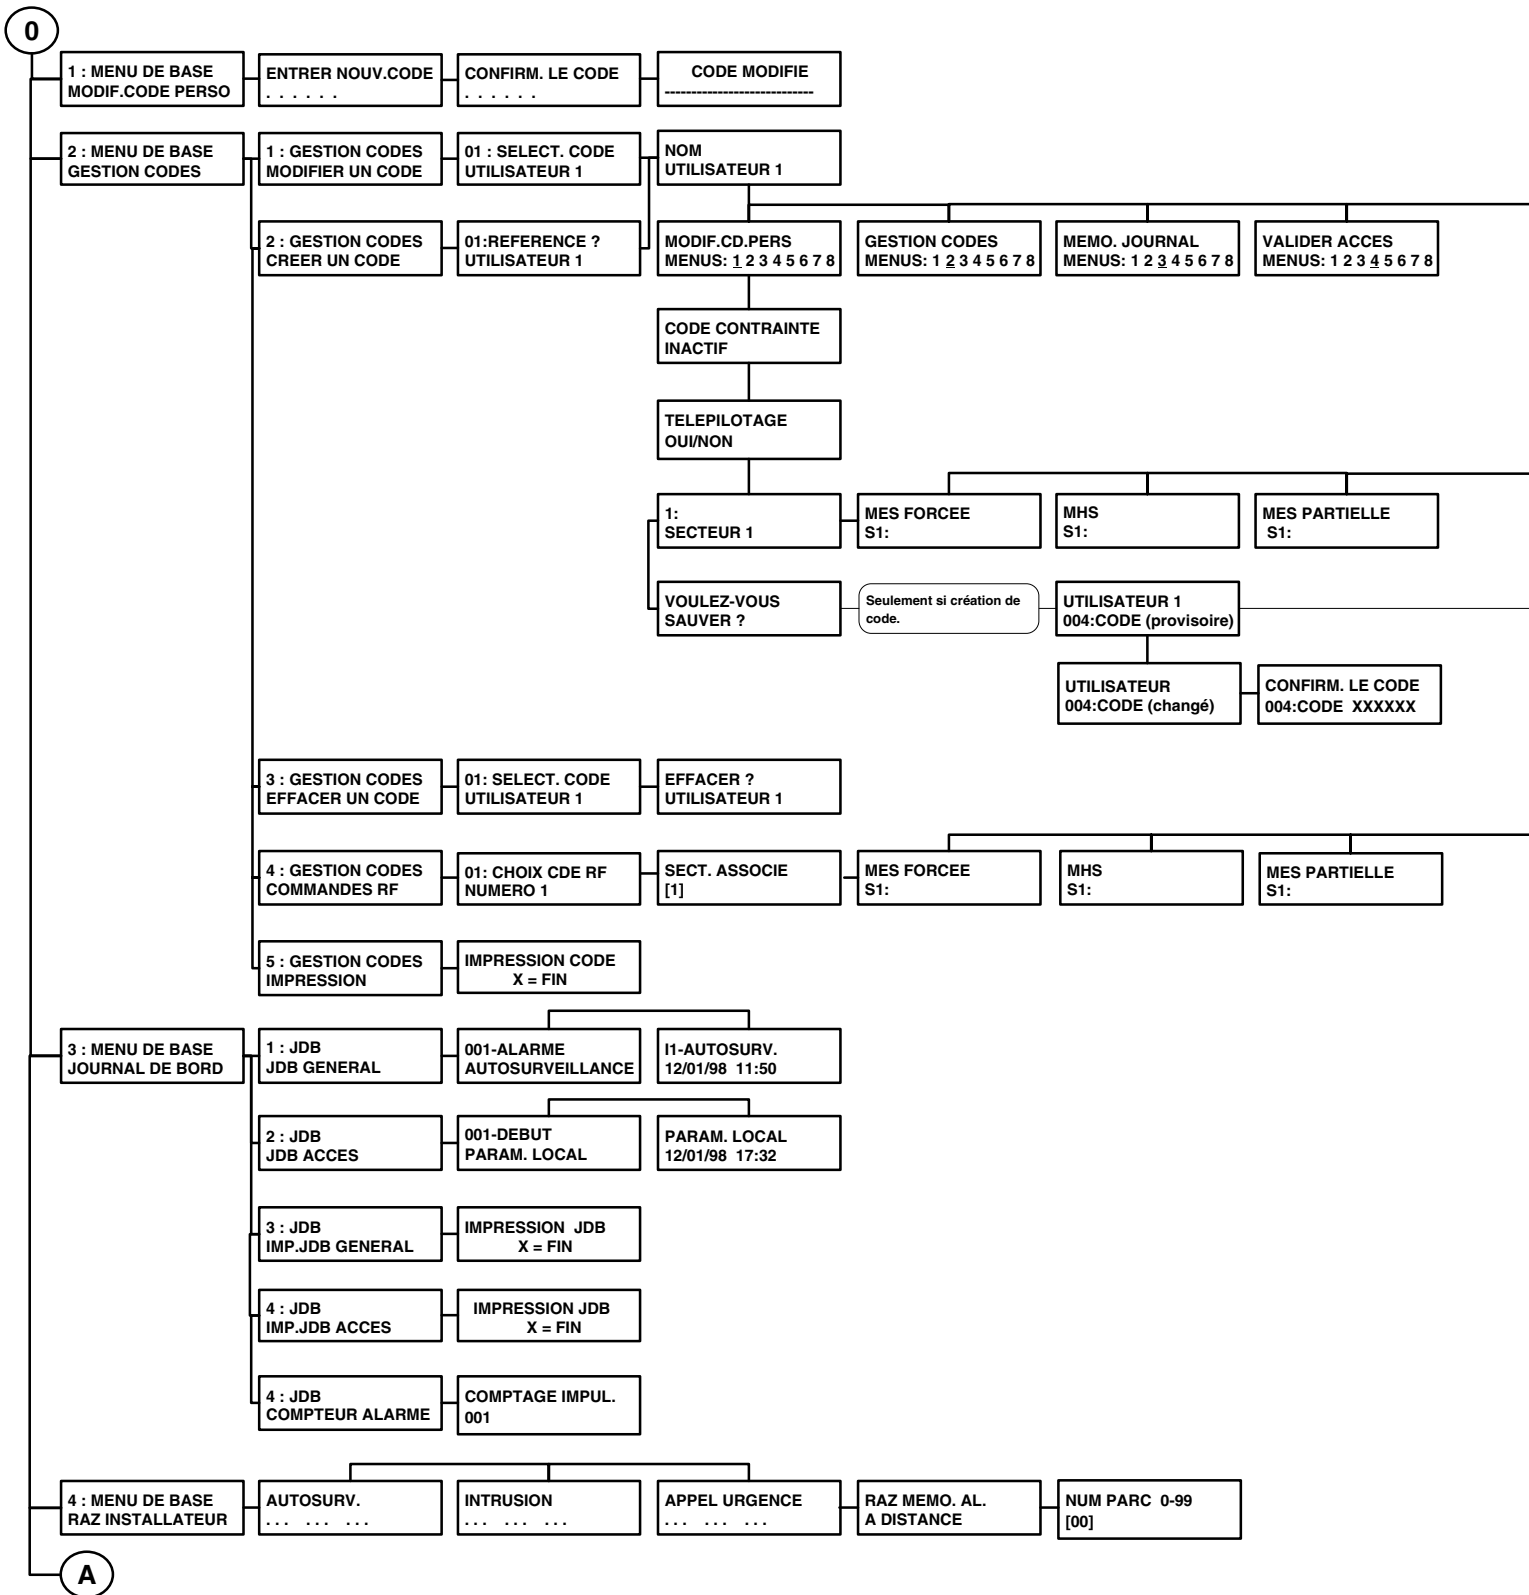 0
1 : MENU DE BASE
MODIF.CODE PERSO
ENTRER NOUV.CODE
. . . . . .
CONFIRM. LE CODE
. . . . . .
CODE MODIFIE
----------------------------
2 : MENU DE BASE
GESTION CODES
1 : GESTION CODES
MODIFIER UN CODE
01 : SELECT. CODE
UTILISATEUR 1
NOM
UTILISATEUR 1
2 : GESTION CODES
CREER UN CODE
01:REFERENCE ?
UTILISATEUR 1
MODIF.CD.PERS
MENUS: 1 2 3 4 5 6 7 8
GESTION CODES
MENUS: 1 2 3 4 5 6 7 8
MEMO. JOURNAL
MENUS: 1 2 3 4 5 6 7 8
VALIDER ACCES
MENUS: 1 2 3 4 5 6 7 8
CODE CONTRAINTE
INACTIF
TELEPILOTAGE
OUI/NON
1:
SECTEUR 1
MES FORCEE
S1:
MHS
S1:
MES PARTIELLE
S1:
VOULEZ-VOUS
SAUVER ?
Seulement si création de
code.
UTILISATEUR 1
004:CODE (provisoire)
UTILISATEUR
004:CODE (changé)
CONFIRM. LE CODE
004:CODE XXXXXX
3 : GESTION CODES
EFFACER UN CODE
01: SELECT. CODE
UTILISATEUR 1
EFFACER ?
UTILISATEUR 1
4 : GESTION CODES
COMMANDES RF
01: CHOIX CDE RF
NUMERO 1
SECT. ASSOCIE
[1]
MES FORCEE
S1:
MHS
S1:
MES PARTIELLE
S1:
5 : GESTION CODES
IMPRESSION
IMPRESSION CODE
X = FIN
3 : MENU DE BASE
JOURNAL DE BORD
1 : JDB
JDB GENERAL
001-ALARME
AUTOSURVEILLANCE
I1-AUTOSURV.
12/01/98 11:50
2 : JDB
JDB ACCES
001-DEBUT
PARAM. LOCAL
PARAM. LOCAL
12/01/98 17:32
3 : JDB
IMP.JDB GENERAL
IMPRESSION JDB
X = FIN
4 : JDB
IMP.JDB ACCES
IMPRESSION JDB
X = FIN
4 : JDB
COMPTEUR ALARME
COMPTAGE IMPUL.
001
4 : MENU DE BASE
RAZ INSTALLATEUR
AUTOSURV.
. . . . . . . . .
INTRUSION
. . . . . . . . .
APPEL URGENCE
. . . . . . . . .
RAZ MEMO. AL.
A DISTANCE
NUM PARC 0-99
[00]
A